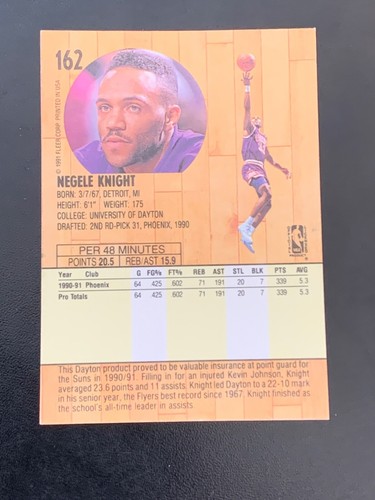 162
© 1991 FLEER CORP. PRINTED IN USA
NEGELE KNIGHT
BORN: 3/7/67, DETROIT, MI
HEIGHT: 6'1" WEIGHT: 175
COLLEGE: UNIVERSITY OF DAYTON
DRAFTED: 2ND RD-PICK 31, PHOENIX, 1990
PER 48 MINUTES
POINTS 20.5 REB/AST 15.9
Year Club G FG% FT% REB AST STL BLK PTS AVG
1990-91 Phoenix 64 425 602 71 191 20 7 339 5.3
Pro Totals 64 425 602 71 191 20 7 339 5.3
This Dayton product proved to be valuable insurance at point guard for
the Suns in 1990/91. Filling in for an injured Kevin Johnson, Knight
averaged 23.6 points and 11 assists. Knight led Dayton to a 22-10 mark
in his senior year, the Flyers best record since 1967. Knight finished as
the school's all-time leader in assists.